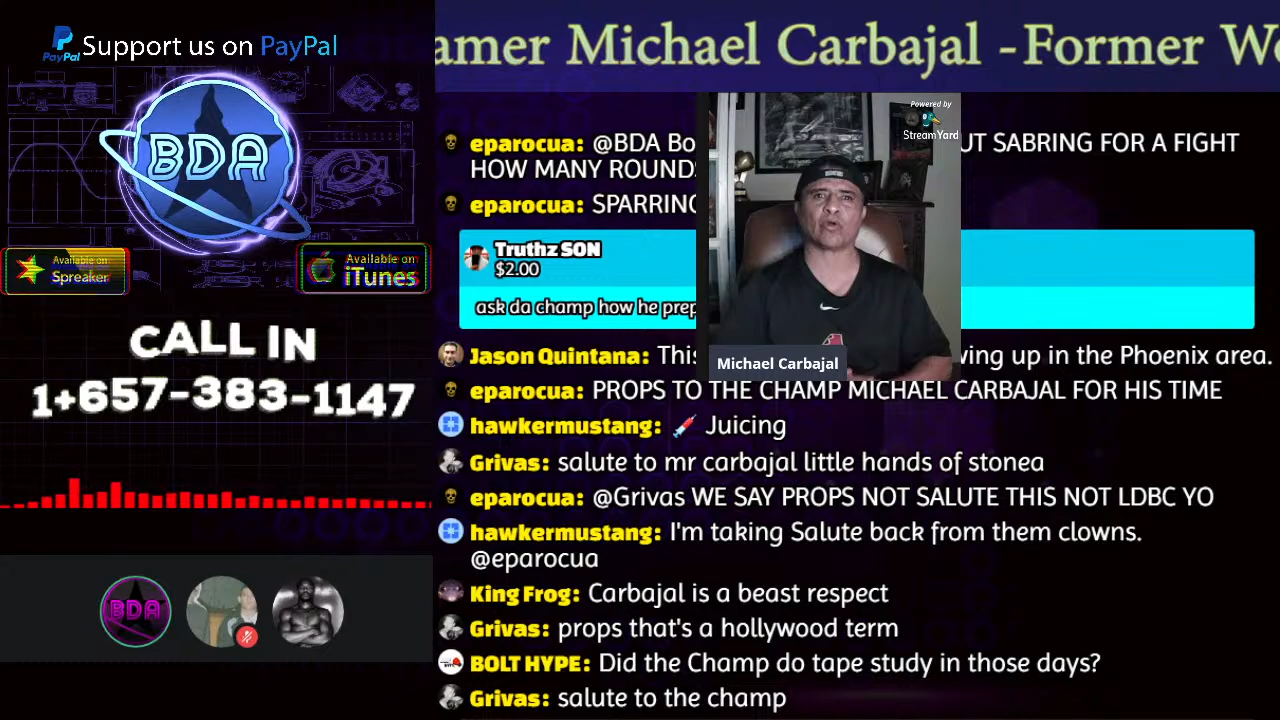 PayPal
Support us on PayPal
amer Michael Carbajal -Former Wo
BDA
Available on
Spreaker
Available on
iTunes
CALL IN
1+657-383-1147
BDA
Powered by
StreamYard
Michael Carbajal
eparocua: @BDA Bo UT SABRING FOR A FIGHT
HOW MANY ROUNDS
eparocua: SPARRING
Truthz SON
$2.00
ask da champ how he prep
Jason Quintana: This wing up in the Phoenix area.
eparocua: PROPS TO THE CHAMP MICHAEL CARBAJAL FOR HIS TIME
hawkermustang: 💉 Juicing
Grivas: salute to mr carbajal little hands of stonea
eparocua: @Grivas WE SAY PROPS NOT SALUTE THIS NOT LDBC YO
hawkermustang: I'm taking Salute back from them clowns.
@eparocua
King Frog: Carbajal is a beast respect
Grivas: props that's a hollywood term
BOLT HYPE: Did the Champ do tape study in those days?
Grivas: salute to the champ